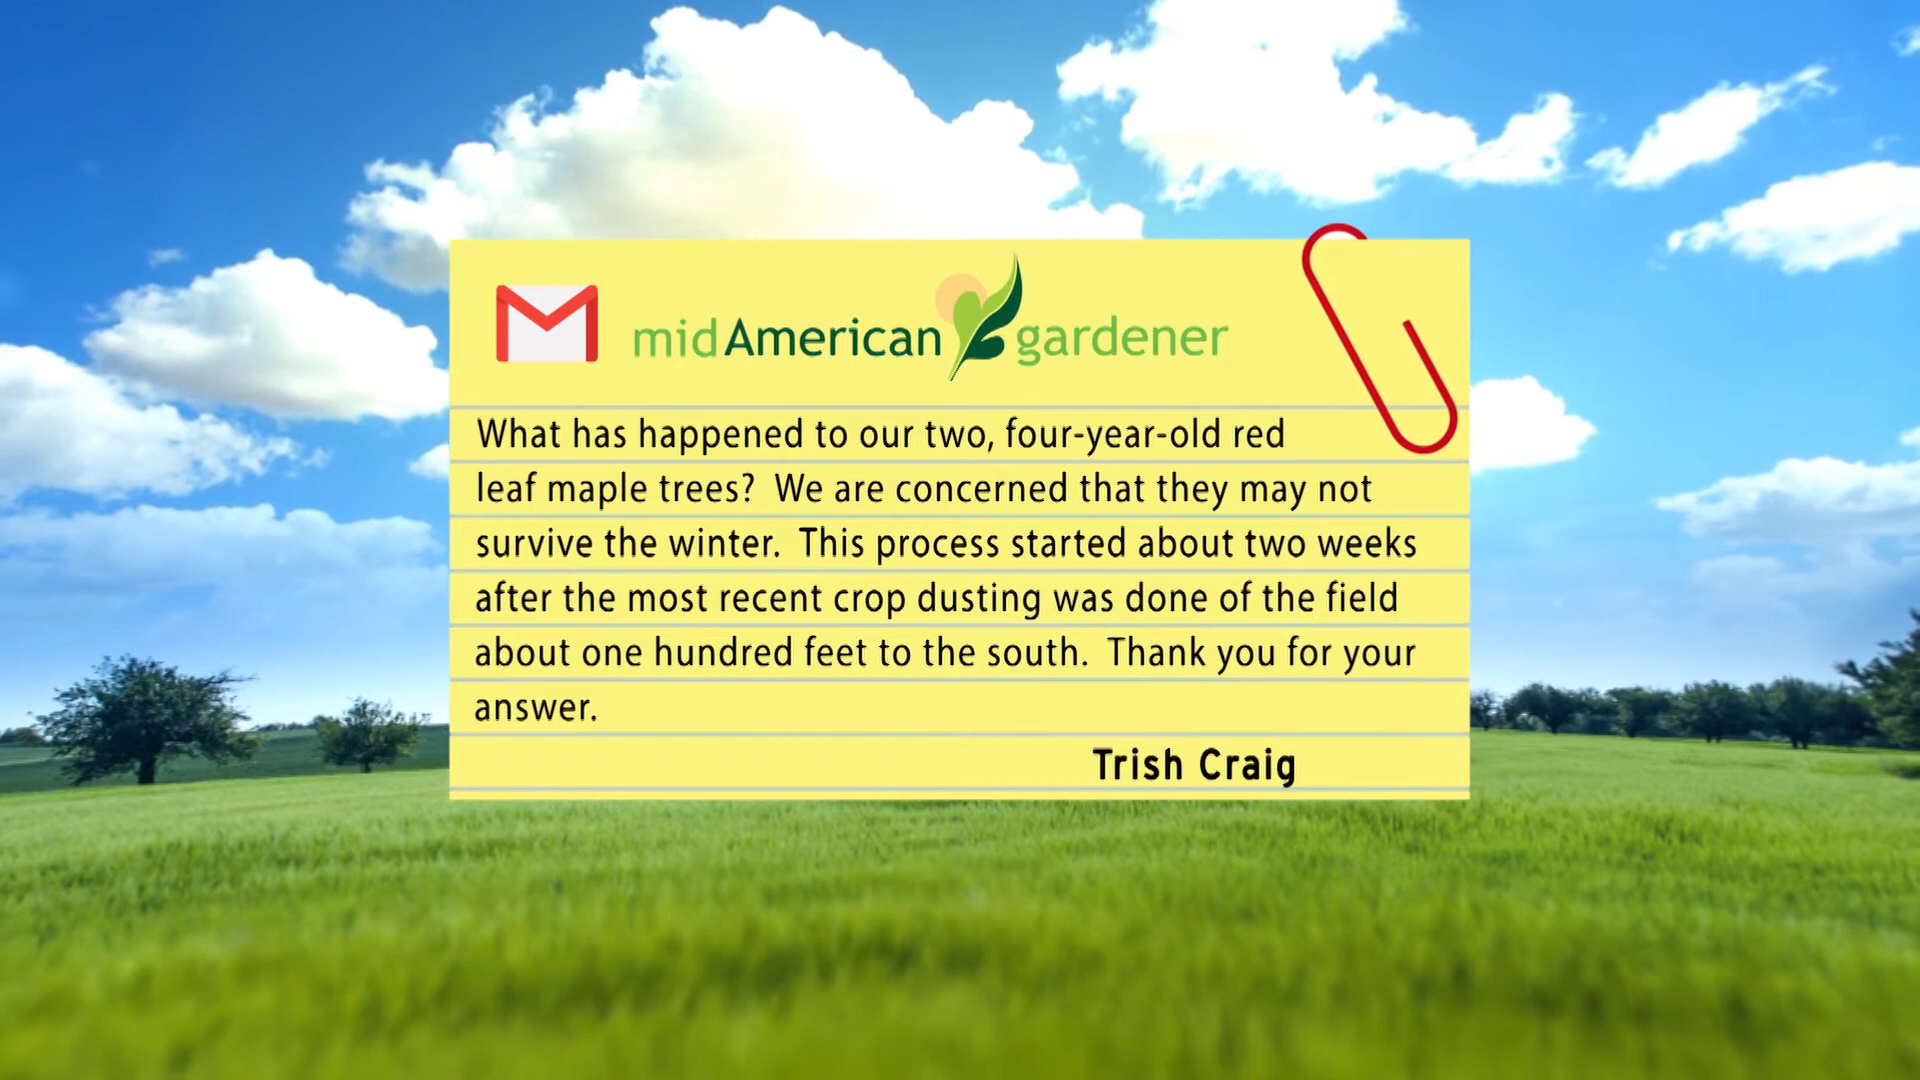 midAmerican gardener
What has happened to our two, four-year-old red
leaf maple trees?  We are concerned that they may not
survive the winter.  This process started about two weeks
after the most recent crop dusting was done of the field
about one hundred feet to the south.  Thank you for your
answer.
Trish Craig